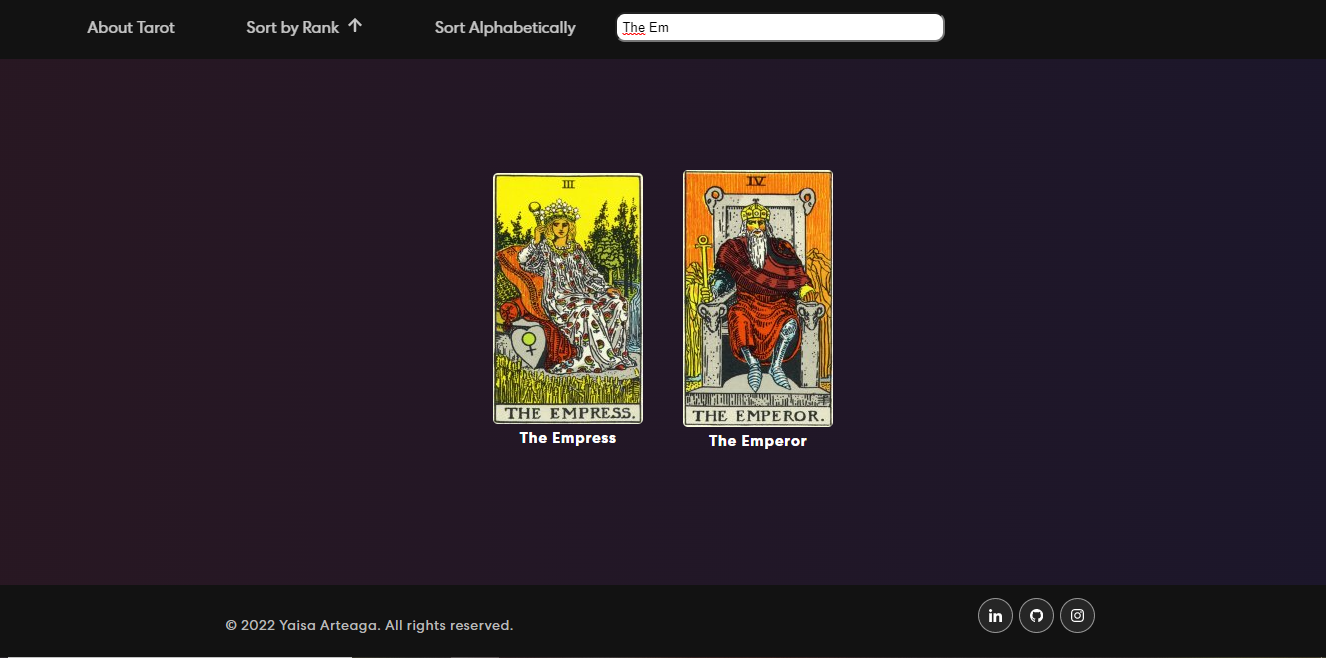 About Tarot
Sort by Rank
Sort Alphabetically
The Em
III
THE EMPRESS.
The Empress
IV
THE EMPEROR.
The Emperor
© 2022 Yaisa Arteaga. All rights reserved.
in